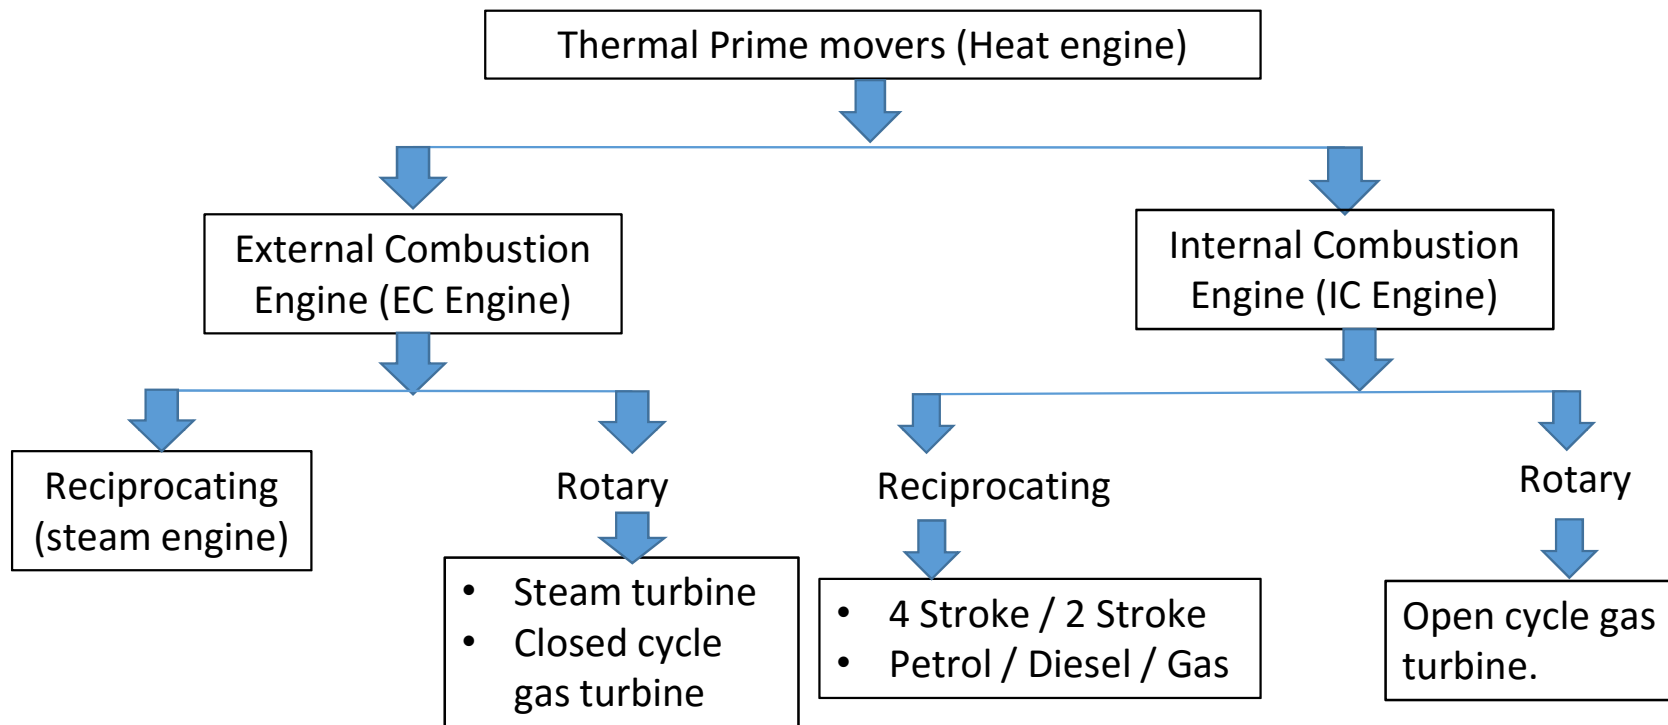 Thermal Prime movers (Heat engine)
External Combustion
Engine (EC Engine)
Internal Combustion
Engine (IC Engine)
Reciprocating
(steam engine)
Rotary
• Steam turbine
• Closed cycle
gas turbine
Reciprocating
• 4 Stroke / 2 Stroke
• Petrol / Diesel / Gas
Rotary
Open cycle gas
turbine.